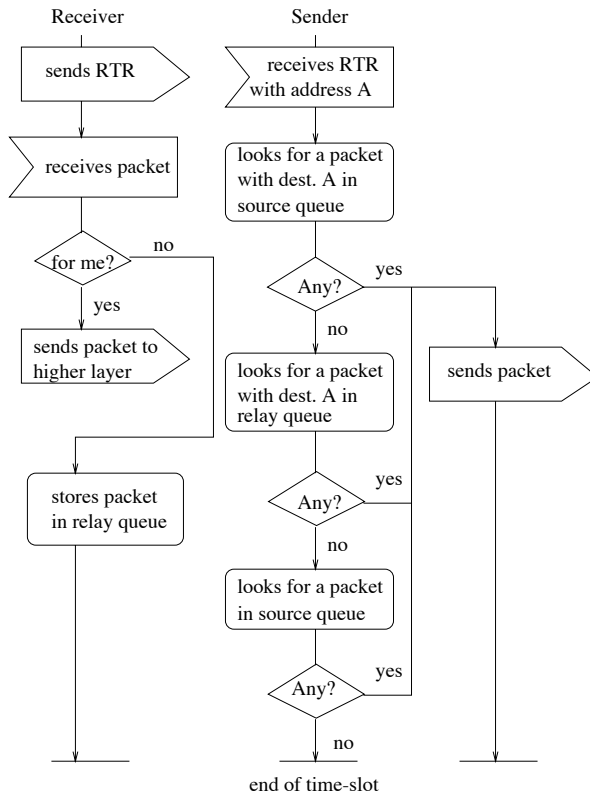 Receiver
sends RTR
receives packet
for me?
no
yes
sends packet to
higher layer
stores packet
in relay queue
Sender
receives RTR
with address A
looks for a packet
with dest. A in
source queue
Any?
yes
no
looks for a packet
with dest. A in
relay queue
Any?
yes
no
looks for a packet
in source queue
Any?
yes
no
sends packet
end of time-slot